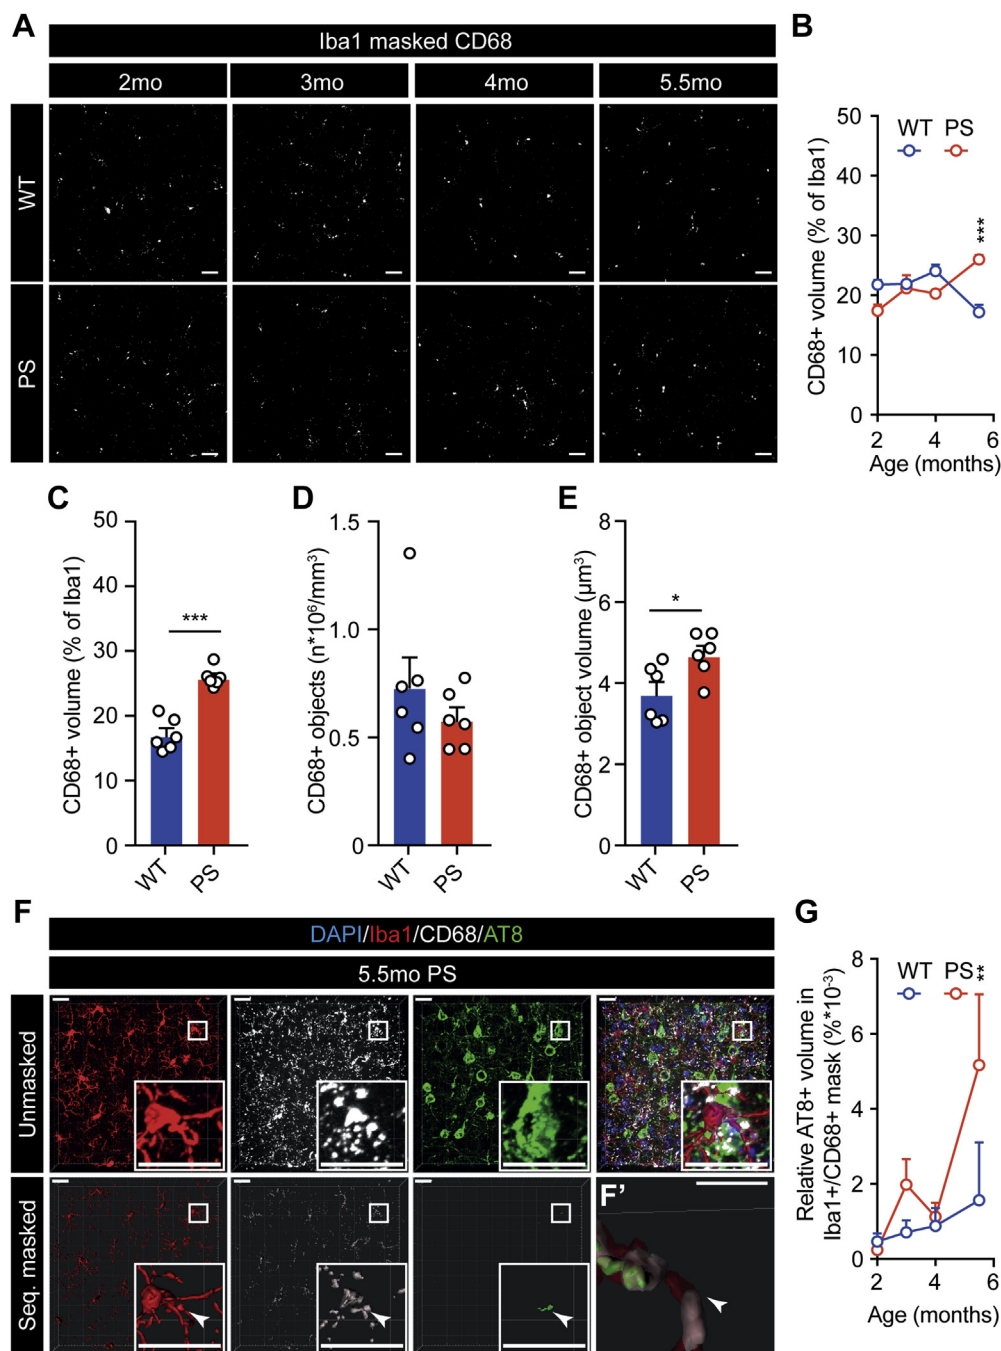 A
Iba1 masked CD68
2mo 3mo 4mo 5.5mo
WT
PS
B
WT PS
***
CD68+ volume (% of Iba1)
50
40
30
20
10
0
2 4 6
Age (months)
C
CD68+ volume (% of Iba1)
50
40
30
20
10
0
***
WT PS
D
CD68+ objects (n*10⁶/mm³)
1.5
1.0
0.5
0
WT PS
E
CD68+ object volume (µm³)
8
6
4
2
0
*
WT PS
F
DAPI/Iba1/CD68/AT8
5.5mo PS
Unmasked
Seq. masked
F'
G
WT PS
**
Relative AT8+ volume in
Iba1+/CD68+ mask (%*10⁻³)
8
6
4
2
0
2 4 6
Age (months)